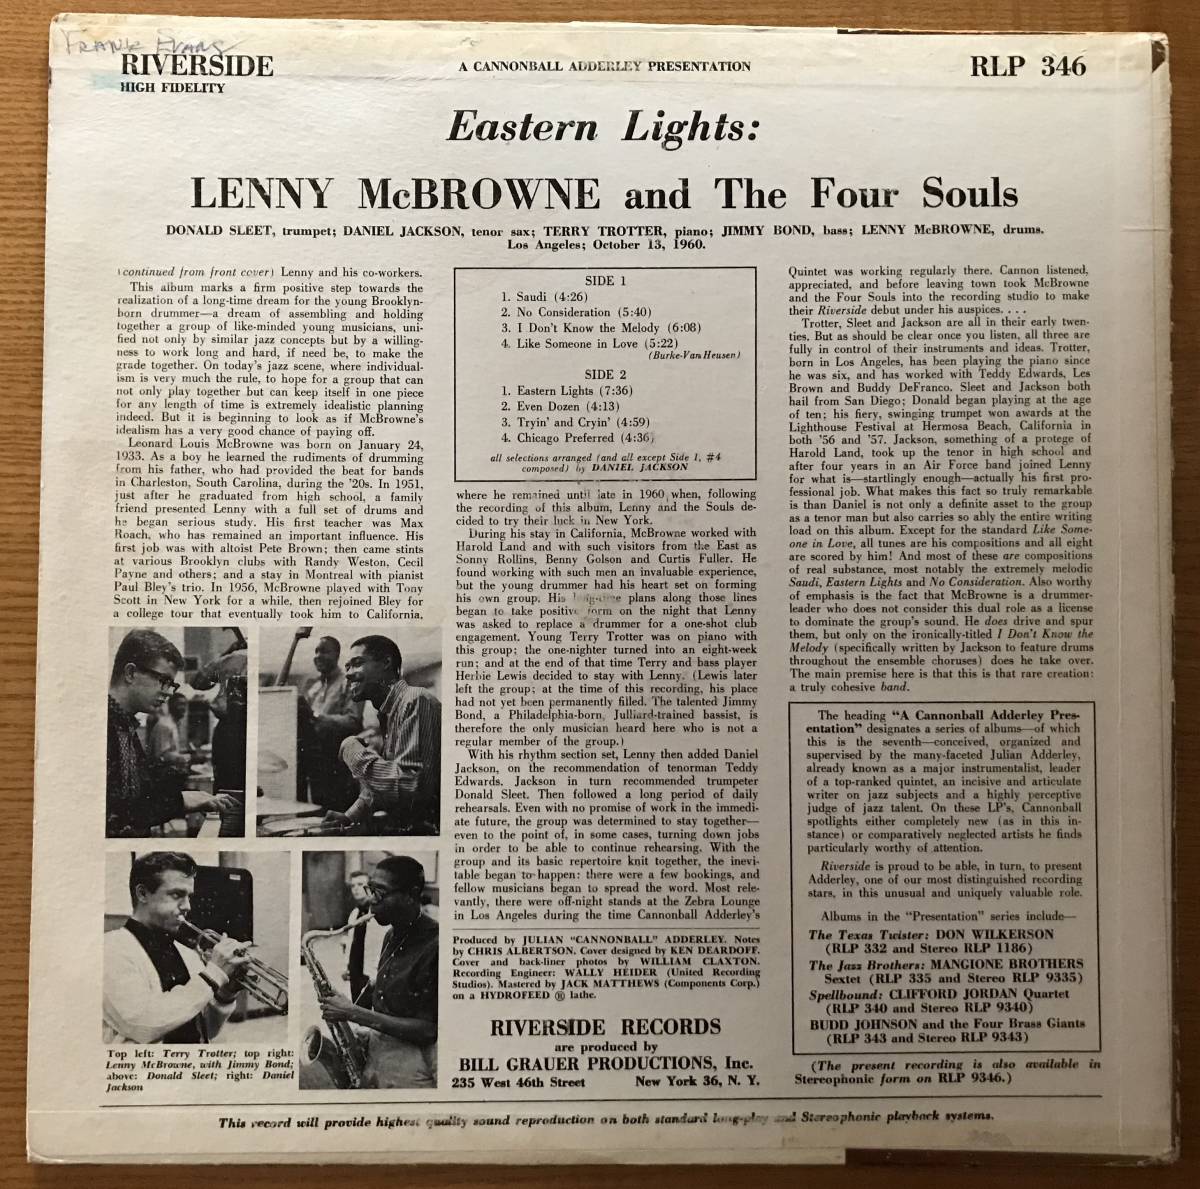 FRANK EVANS
RIVERSIDE
HIGH FIDELITY
A CANNONBALL ADDERLEY PRESENTATION
RLP 346
Eastern Lights:
LENNY McBROWNE and The Four Souls
DONALD SLEET, trumpet; DANIEL JACKSON, tenor sax; TERRY TROTTER, piano; JIMMY BOND, bass; LENNY McBROWNE, drums.
Los Angeles; October 13, 1960.
(continued from front cover) Lenny and his co-workers.
This album marks a firm positive step towards the
realization of a long-time dream for the young Brooklyn-
born drummer—a dream of assembling and holding
together a group of like-minded young musicians, uni-
fied not only by similar jazz concepts but by a willing-
ness to work long and hard, if need be, to make the
grade together. On today's jazz scene, where individual-
ism is very much the rule, to hope for a group that can
not only play together but can keep itself in one piece
for any length of time is extremely idealistic planning
indeed. But it is beginning to look as if McBrowne's
idealism has a very good chance of paying off.
Leonard Louis McBrowne was born on January 24,
1933. As a boy he learned the rudiments of drumming
from his father, who had provided the beat for bands
in Charleston, South Carolina, during the '20s. In 1951,
just after he graduated from high school, a family
friend presented Lenny with a full set of drums and
he began serious study. His first teacher was Max
Roach, who has remained an important influence. His
first job was with altoist Pete Brown; then came stints
at various Brooklyn clubs with Randy Weston, Cecil
Payne and others; and a stay in Montreal with pianist
Paul Bley's trio. In 1956, McBrowne played with Tony
Scott in New York for a while, then rejoined Bley for
a college tour that eventually took him to California,
Top left: Terry Trotter; top right:
Lenny McBrowne, with Jimmy Bond;
above: Donald Sleet; right: Daniel
Jackson
SIDE 1
1. Saudi (4:26)
2. No Consideration (5:40)
3. I Don't Know the Melody (6:08)
4. Like Someone in Love (5:22)
(Burke-Van Heusen)
SIDE 2
1. Eastern Lights (7:36)
2. Even Dozen (4:13)
3. Tryin' and Cryin' (4:59)
4. Chicago Preferred (4:36)
all selections arranged (and all except Side 1, #4
composed) by DANIEL JACKSON
where he remained until late in 1960 when, following
the recording of this album, Lenny and the Souls de-
cided to try their luck in New York.
During his stay in California, McBrowne worked with
Harold Land and with such visitors from the East as
Sonny Rollins, Benny Golson and Curtis Fuller. He
found working with such men an invaluable experience,
but the young drummer had his heart set on forming
his own group. His long-range plans along those lines
began to take positive form on the night that Lenny
was asked to replace a drummer for a one-shot club
engagement. Young Terry Trotter was on piano with
this group; the one-nighter turned into an eight-week
run; and at the end of that time Terry and bass player
Herbie Lewis decided to stay with Lenny. (Lewis later
left the group; at the time of this recording, his place
had not yet been permanently filled. The talented Jimmy
Bond, a Philadelphia-born, Julliard-trained bassist, is
therefore the only musician heard here who is not a
regular member of the group.)
With his rhythm section set, Lenny then added Daniel
Jackson, on the recommendation of tenorman Teddy
Edwards. Jackson in turn recommended trumpeter
Donald Sleet. Then followed a long period of daily
rehearsals. Even with no promise of work in the immedi-
ate future, the group was determined to stay together—
even to the point of, in some cases, turning down jobs
in order to be able to continue rehearsing. With the
group and its basic repertoire knit together, the inevi-
table began to happen: there were a few bookings, and
fellow musicians began to spread the word. Most rele-
vantly, there were off-night stands at the Zebra Lounge
in Los Angeles during the time Cannonball Adderley's
Produced by JULIAN "CANNONBALL" ADDERLEY. Notes
by CHRIS ALBERTSON. Cover designed by KEN DEARDOFF.
Cover and back-liner photos by WILLIAM CLAXTON.
Recording Engineer: WALLY HEIDER (United Recording
Studios). Mastered by JACK MATTHEWS (Components Corp.)
on a HYDROFEED ® lathe.
RIVERSIDE RECORDS
are produced by
BILL GRAUER PRODUCTIONS, Inc.
235 West 46th Street New York 36, N. Y.
Quintet was working regularly there. Cannon listened,
appreciated, and before leaving town took McBrowne
and the Four Souls into the recording studio to make
their Riverside debut under his auspices. . . .
Trotter, Sleet and Jackson are all in their early twen-
ties. But as should be clear once you listen, all three are
fully in control of their instruments and ideas. Trotter,
born in Los Angeles, has been playing the piano since
he was six, and has worked with Teddy Edwards, Les
Brown and Buddy DeFranco. Sleet and Jackson both
hail from San Diego; Donald began playing at the age
of ten; his fiery, swinging trumpet won awards at the
Lighthouse Festival at Hermosa Beach, California in
both '56 and '57. Jackson, something of a protege of
Harold Land, took up the tenor in high school and
after four years in an Air Force band joined Lenny
for what is—startlingly enough—actually his first pro-
fessional job. What makes this fact so truly remarkable
is than Daniel is not only a definite asset to the group
as a tenor man but also carries so ably the entire writing
load on this album. Except for the standard Like Some-
one in Love, all tunes are his compositions and all eight
are scored by him! And most of these are compositions
of real substance, most notably the extremely melodic
Saudi, Eastern Lights and No Consideration. Also worthy
of emphasis is the fact that McBrowne is a drummer-
leader who does not consider this dual role as a license
to dominate the group's sound. He does drive and spur
them, but only on the ironically-titled I Don't Know the
Melody (specifically written by Jackson to feature drums
throughout the ensemble choruses) does he take over.
The main premise here is that this is that rare creation:
a truly cohesive band.
The heading "A Cannonball Adderley Pres-
entation" designates a series of albums—of which
this is the seventh—conceived, organized and
supervised by the many-faceted Julian Adderley,
already known as a major instrumentalist, leader
of a top-ranked quintet, an incisive and articulate
writer on jazz subjects and a highly perceptive
judge of jazz talent. On these LP's, Cannonball
spotlights either completely new (as in this in-
stance) or comparatively neglected artists he finds
particularly worthy of attention.
Riverside is proud to be able, in turn, to present
Adderley, one of our most distinguished recording
stars, in this unusual and uniquely valuable role.
Albums in the "Presentation" series include—
The Texas Twister: DON WILKERSON
(RLP 332 and Stereo RLP 1186)
The Jazz Brothers: MANGIONE BROTHERS
Sextet (RLP 335 and Stereo RLP 9335)
Spellbound: CLIFFORD JORDAN Quartet
(RLP 340 and Stereo RLP 9340)
BUDD JOHNSON and the Four Brass Giants
(RLP 343 and Stereo RLP 9343)
(The present recording is also available in
Stereophonic form on RLP 9346.)
This record will provide highest quality sound reproduction on both standard long-play and Stereophonic playback systems.